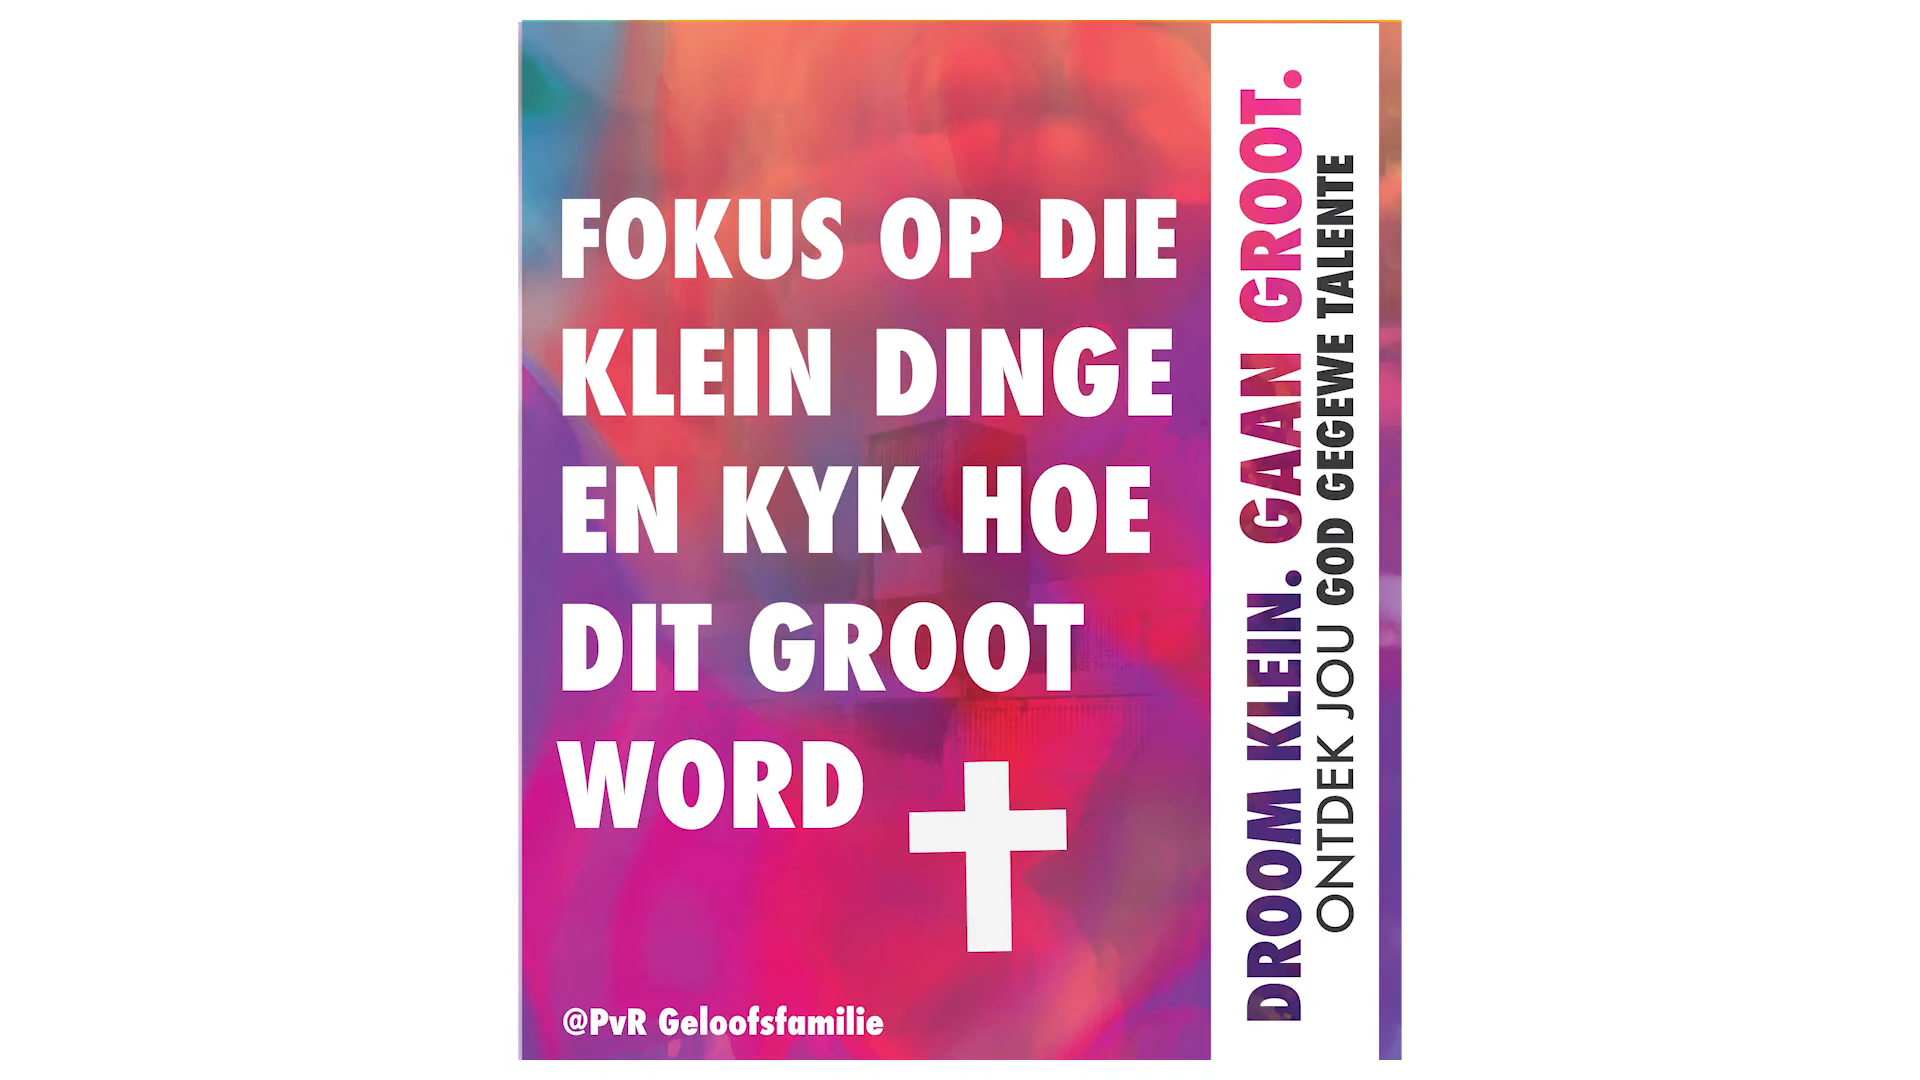 FOKUS OP DIE
KLEIN DINGE
EN KYK HOE
DIT GROOT
WORD
@PvR Geloofsfamilie
DROOM KLEIN. GAAN GROOT.
ONTDEK JOU GOD GEGEWE TALENTE